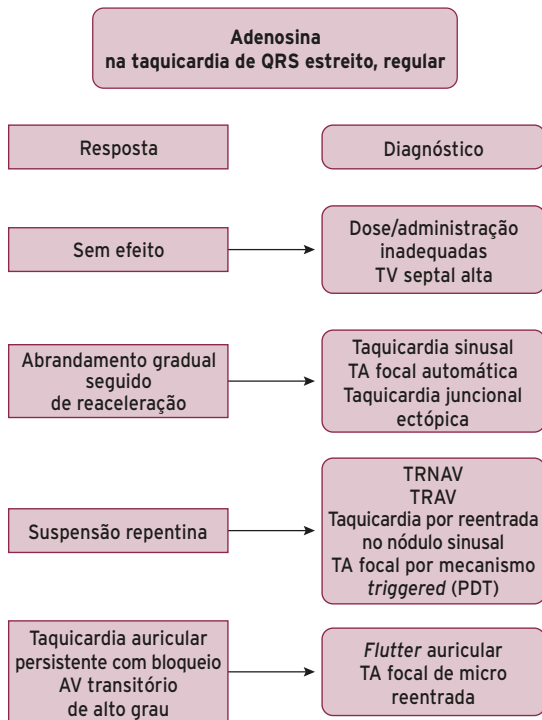 Adenosina
na taquicardia de QRS estreito, regular
Resposta
Diagnóstico
Sem efeito
Dose/administração
inadequadas
TV septal alta
Abrandamento gradual
seguido
de reaceleração
Taquicardia sinusal
TA focal automática
Taquicardia juncional
ectópica
Suspensão repentina
TRNAV
TRAV
Taquicardia por reentrada
no nódulo sinusal
TA focal por mecanismo
triggered (PDT)
Taquicardia auricular
persistente com bloqueio
AV transitório
de alto grau
Flutter auricular
TA focal de micro
reentrada